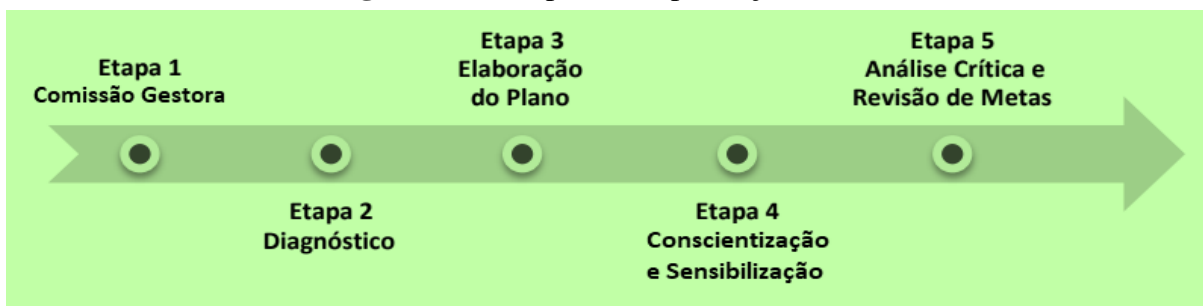 Etapa 1
Comissão Gestora
Etapa 2
Diagnóstico
Etapa 3
Elaboração
do Plano
Etapa 4
Conscientização
e Sensibilização
Etapa 5
Análise Crítica e
Revisão de Metas